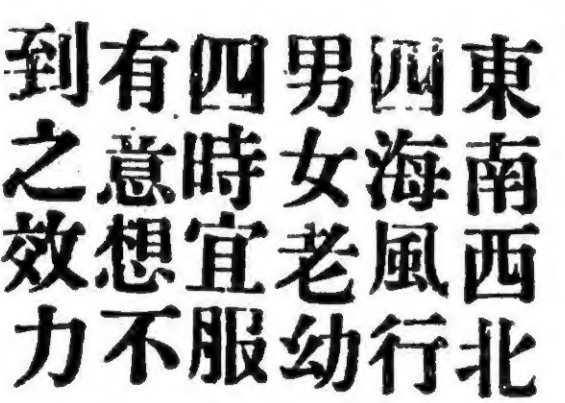 東南西北
四海風行
男女老幼
四時宜服
有意想不
到之效力